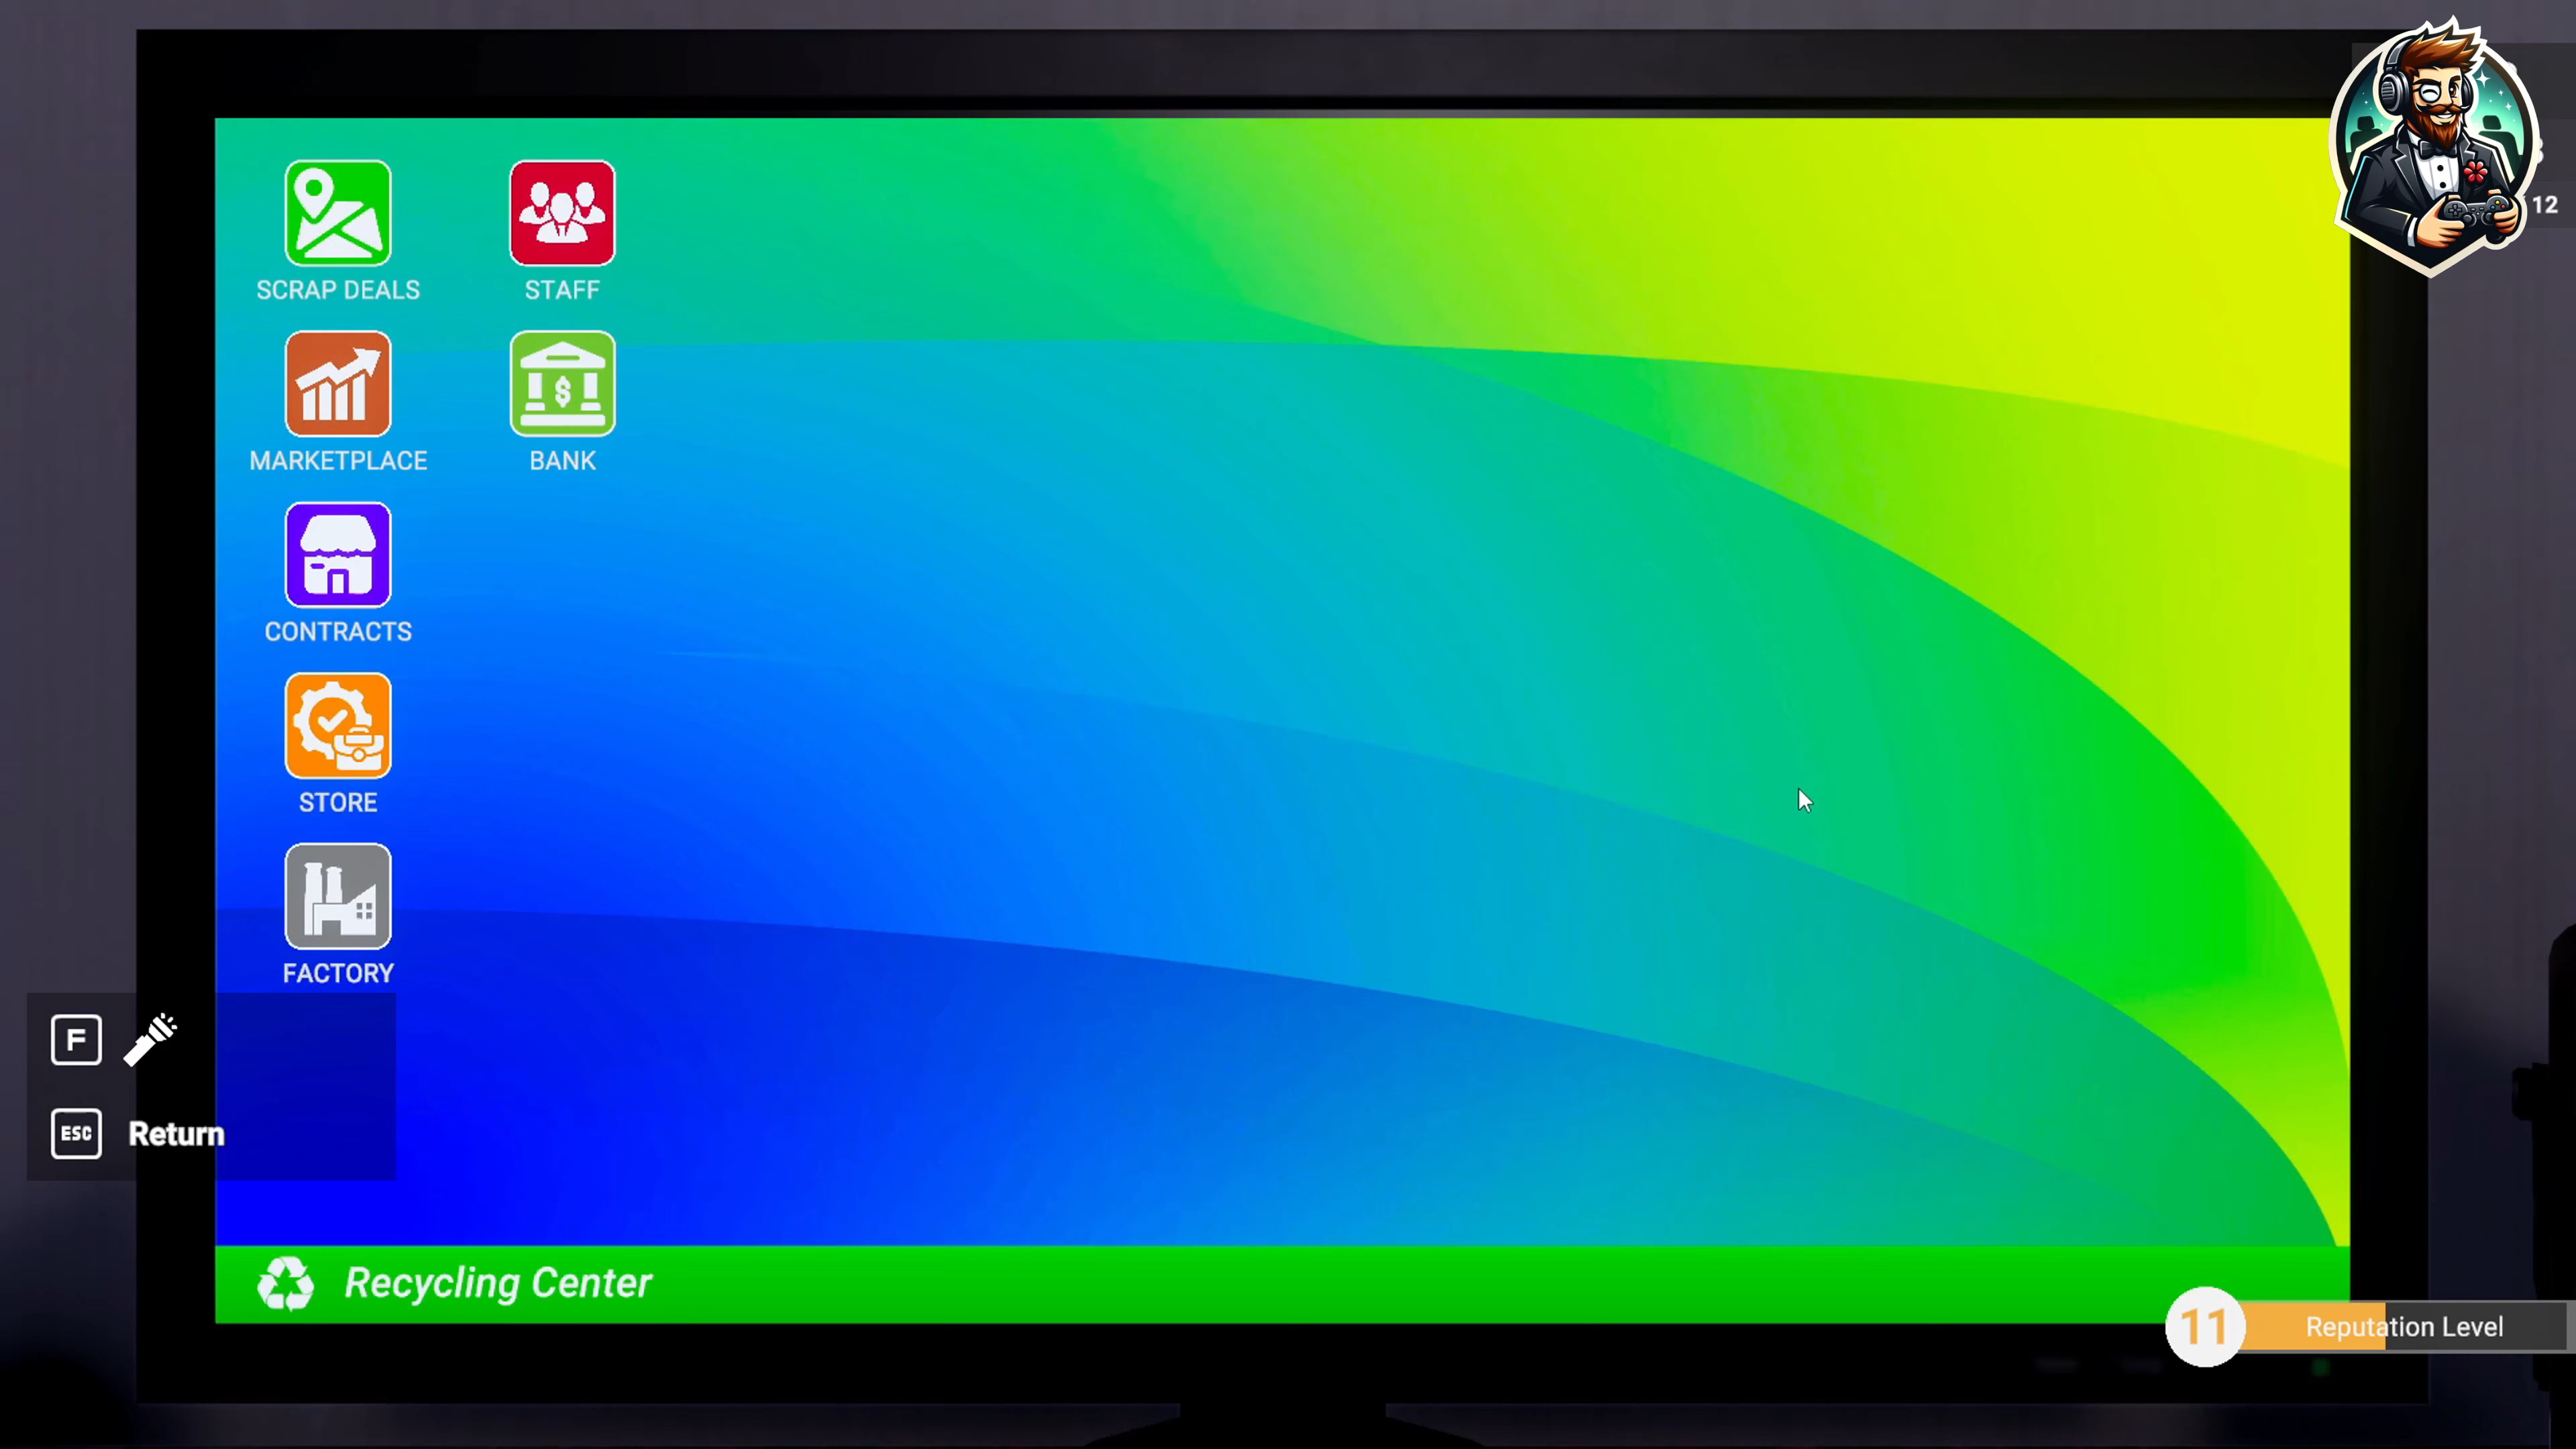 SCRAP DEALS
STAFF
12
MARKETPLACE
BANK
CONTRACTS
STORE
FACTORY
F
ESC Return
Recycling Center
11 Reputation Level